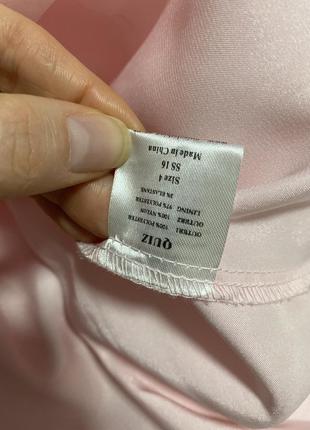 QUIZ
OUTER1 100% POLYESTER
OUTER2 100% NYLON
LINING 97% POLYESTER
3% ELASTANE
Size 4
SS 16
Made in China